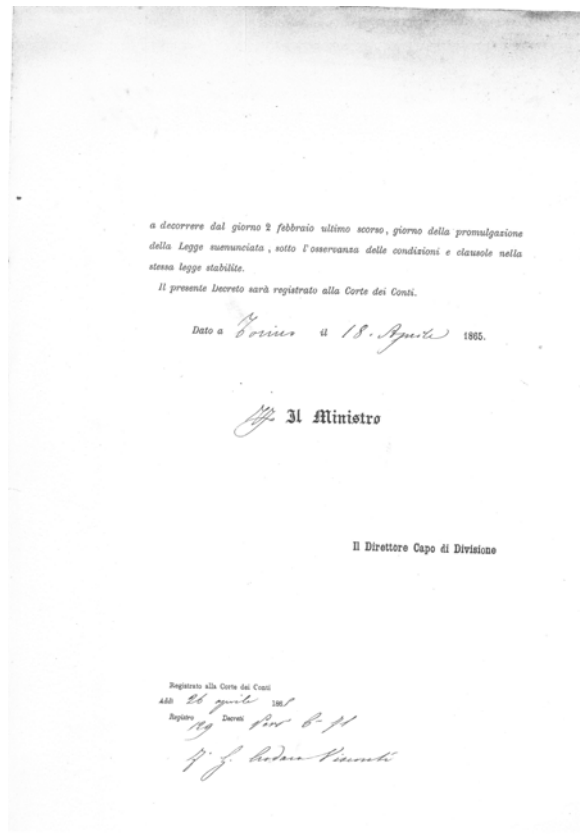 a decorrere dal giorno 2 febbraio ultimo scorso, giorno della promulgazione
della Legge suenunciata, sotto l'osservanza delle condizioni e clausole nella
stessa legge stabilite.
Il presente Decreto sarà registrato alla Corte dei Conti.
Dato a Torino il 18. Aprile 1865.
Il Ministro
Il Direttore Capo di Divisione
Registrato alla Corte dei Conti
Addì 26 aprile 1865
Registro 129 Decreti
Visconti